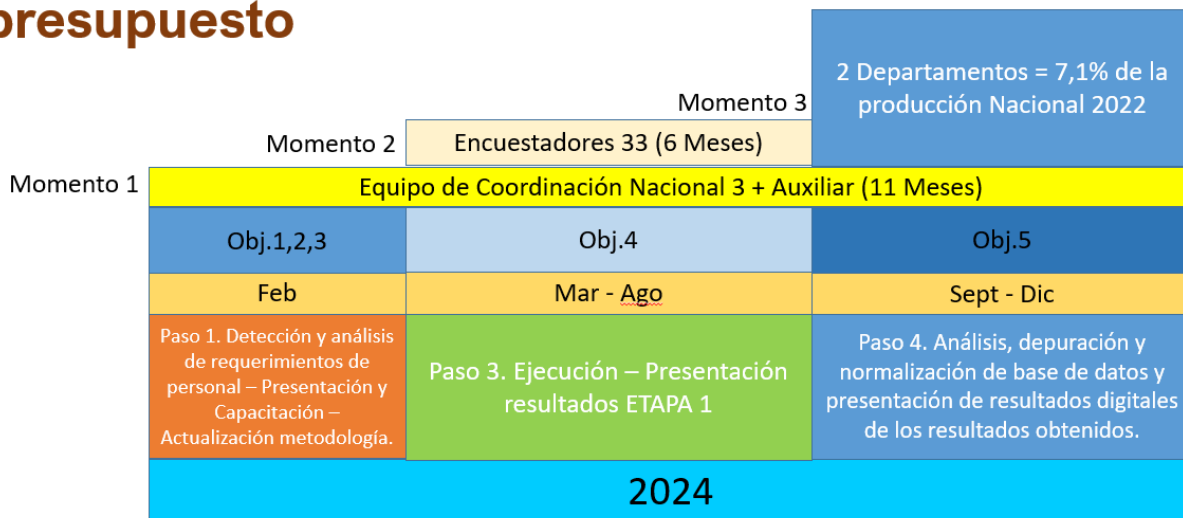 presupuesto
2 Departamentos = 7,1% de la
producción Nacional 2022
Momento 3
Momento 2
Encuestadores 33 (6 Meses)
Momento 1
Equipo de Coordinación Nacional 3 + Auxiliar (11 Meses)
Obj.1,2,3
Obj.4
Obj.5
Feb
Mar - Ago
Sept - Dic
Paso 1. Detección y análisis
de requerimientos de
personal – Presentación y
Capacitación –
Actualización metodología.
Paso 3. Ejecución – Presentación
resultados ETAPA 1
Paso 4. Análisis, depuración y
normalización de base de datos y
presentación de resultados digitales
de los resultados obtenidos.
2024